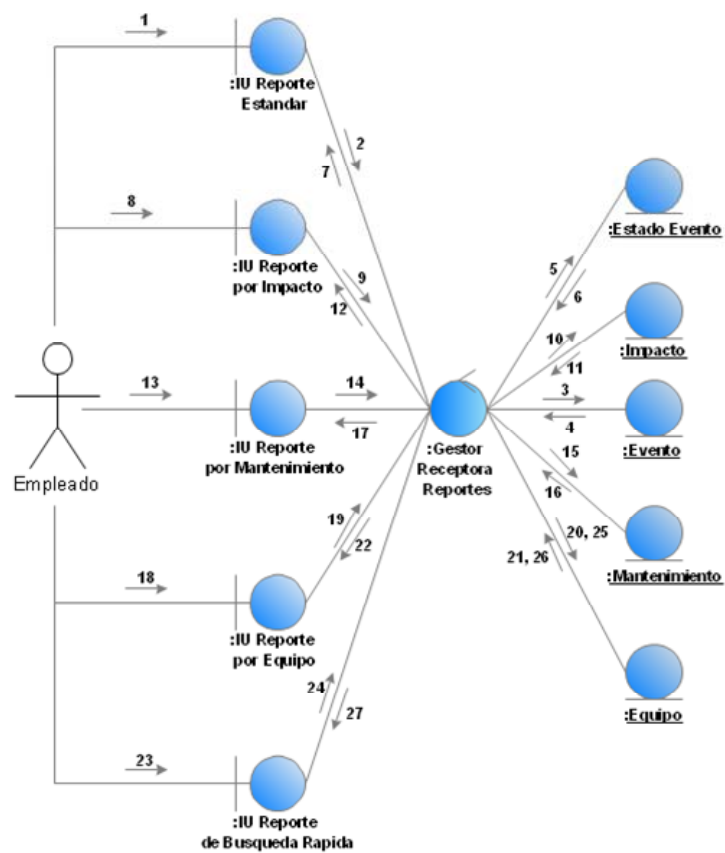 1
:IU Reporte
Estandar
2
7
8
:IU Reporte
por Impacto
9
12
:Estado Evento
5
6
:Impacto
10
11
13
14
17
:IU Reporte
por Mantenimiento
Empleado
:Gestor
Receptora
Reportes
3
4
:Evento
15
16
:Mantenimiento
19
22
20, 25
21, 26
18
:IU Reporte
por Equipo
:Equipo
24
27
23
:IU Reporte
de Busqueda Rapida